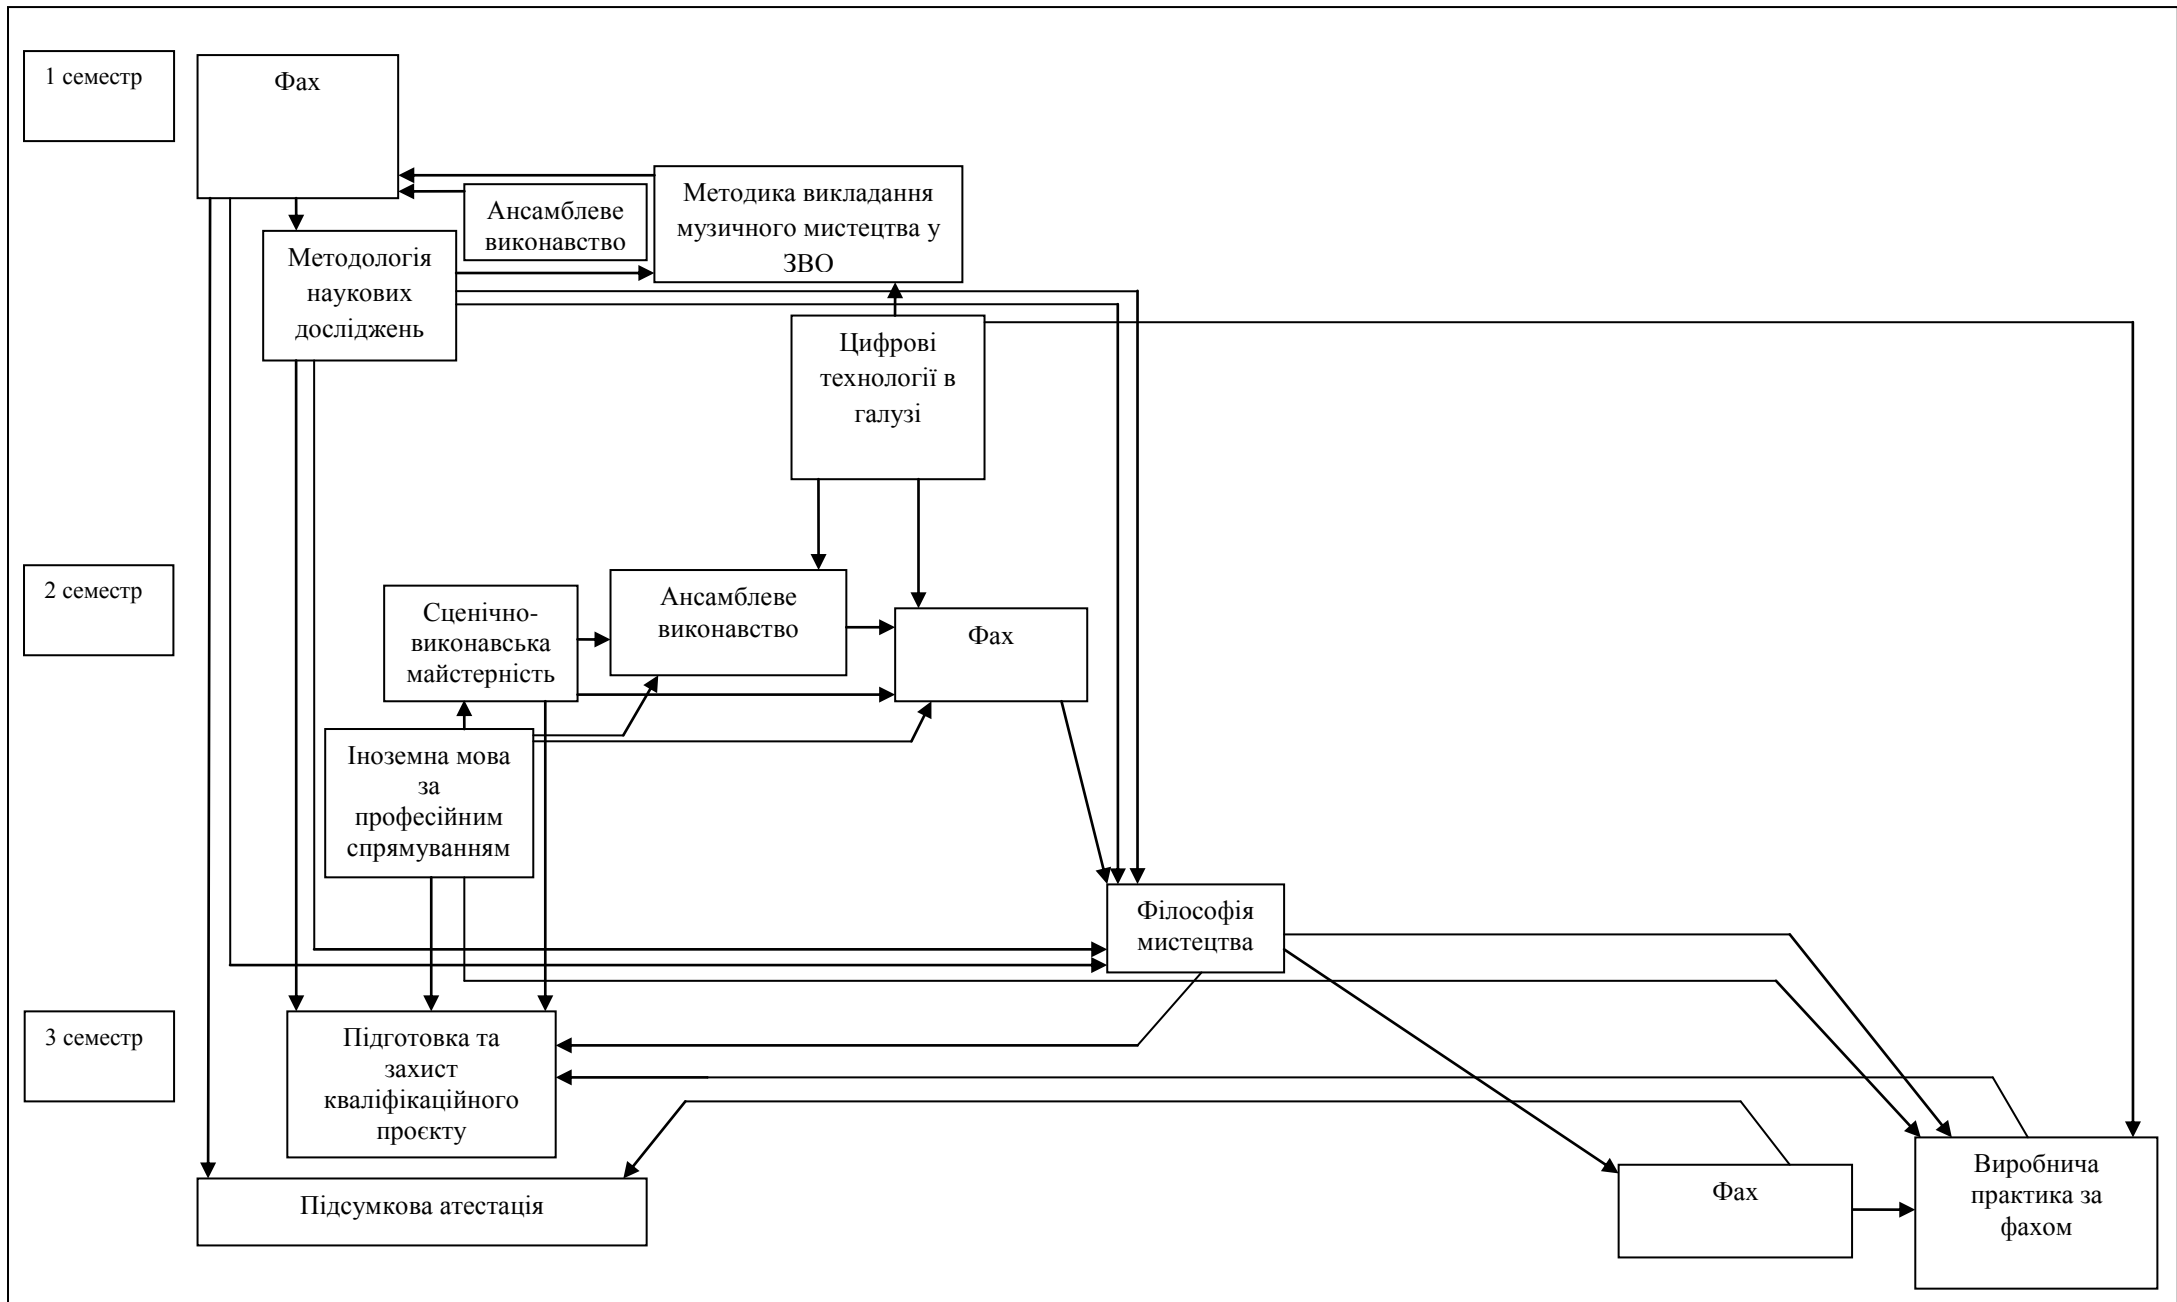 1 семестр
Фах
Ансамблеве
виконавство
Методика викладання
музичного мистецтва у
ЗВО
Методологія
наукових
досліджень
Цифрові
технології в
галузі
2 семестр
Сценічно-
виконавська
майстерність
Ансамблеве
виконавство
Фах
Іноземна мова
за
професійним
спрямуванням
Філософія
мистецтва
3 семестр
Підготовка та
захист
кваліфікаційного
проєкту
Підсумкова атестація
Фах
Виробнича
практика за
фахом